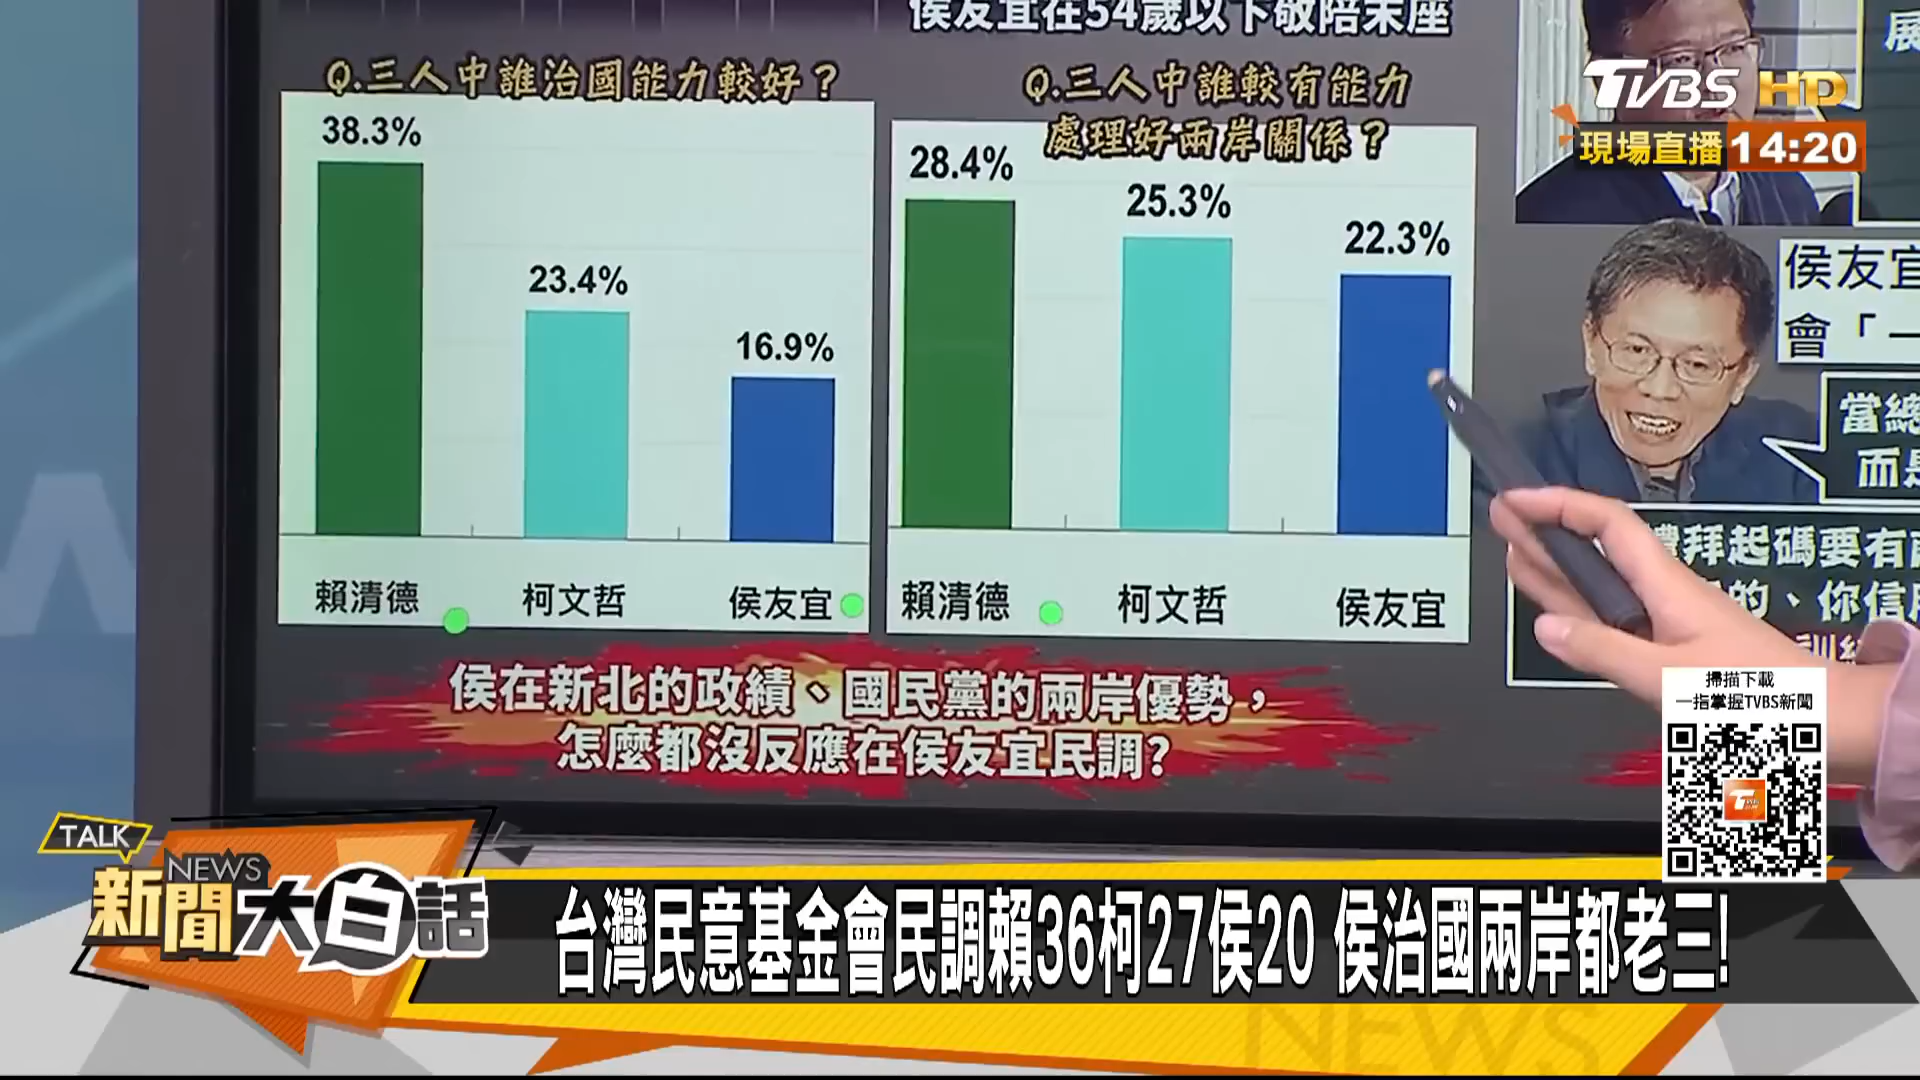 侯友宜在54歲以下敬陪末座
Q.三人中誰治國能力較好？
38.3%
23.4%
16.9%
賴清德
柯文哲
侯友宜
Q.三人中誰較有能力
處理好兩岸關係？
28.4%
25.3%
22.3%
賴清德
柯文哲
侯友宜
侯在新北的政績、國民黨的兩岸優勢，
怎麼都沒反應在侯友宜民調?
展
TVBS HD
現場直播 14:20
侯友宜
會「一
當總
而是
禮拜起碼要有
的、你信
訓練
掃描下載
一指掌握TVBS新聞
TVBS
TALK
NEWS
新聞大白話
台灣民意基金會民調賴36柯27侯20 侯治國兩岸都老三!
NEWS